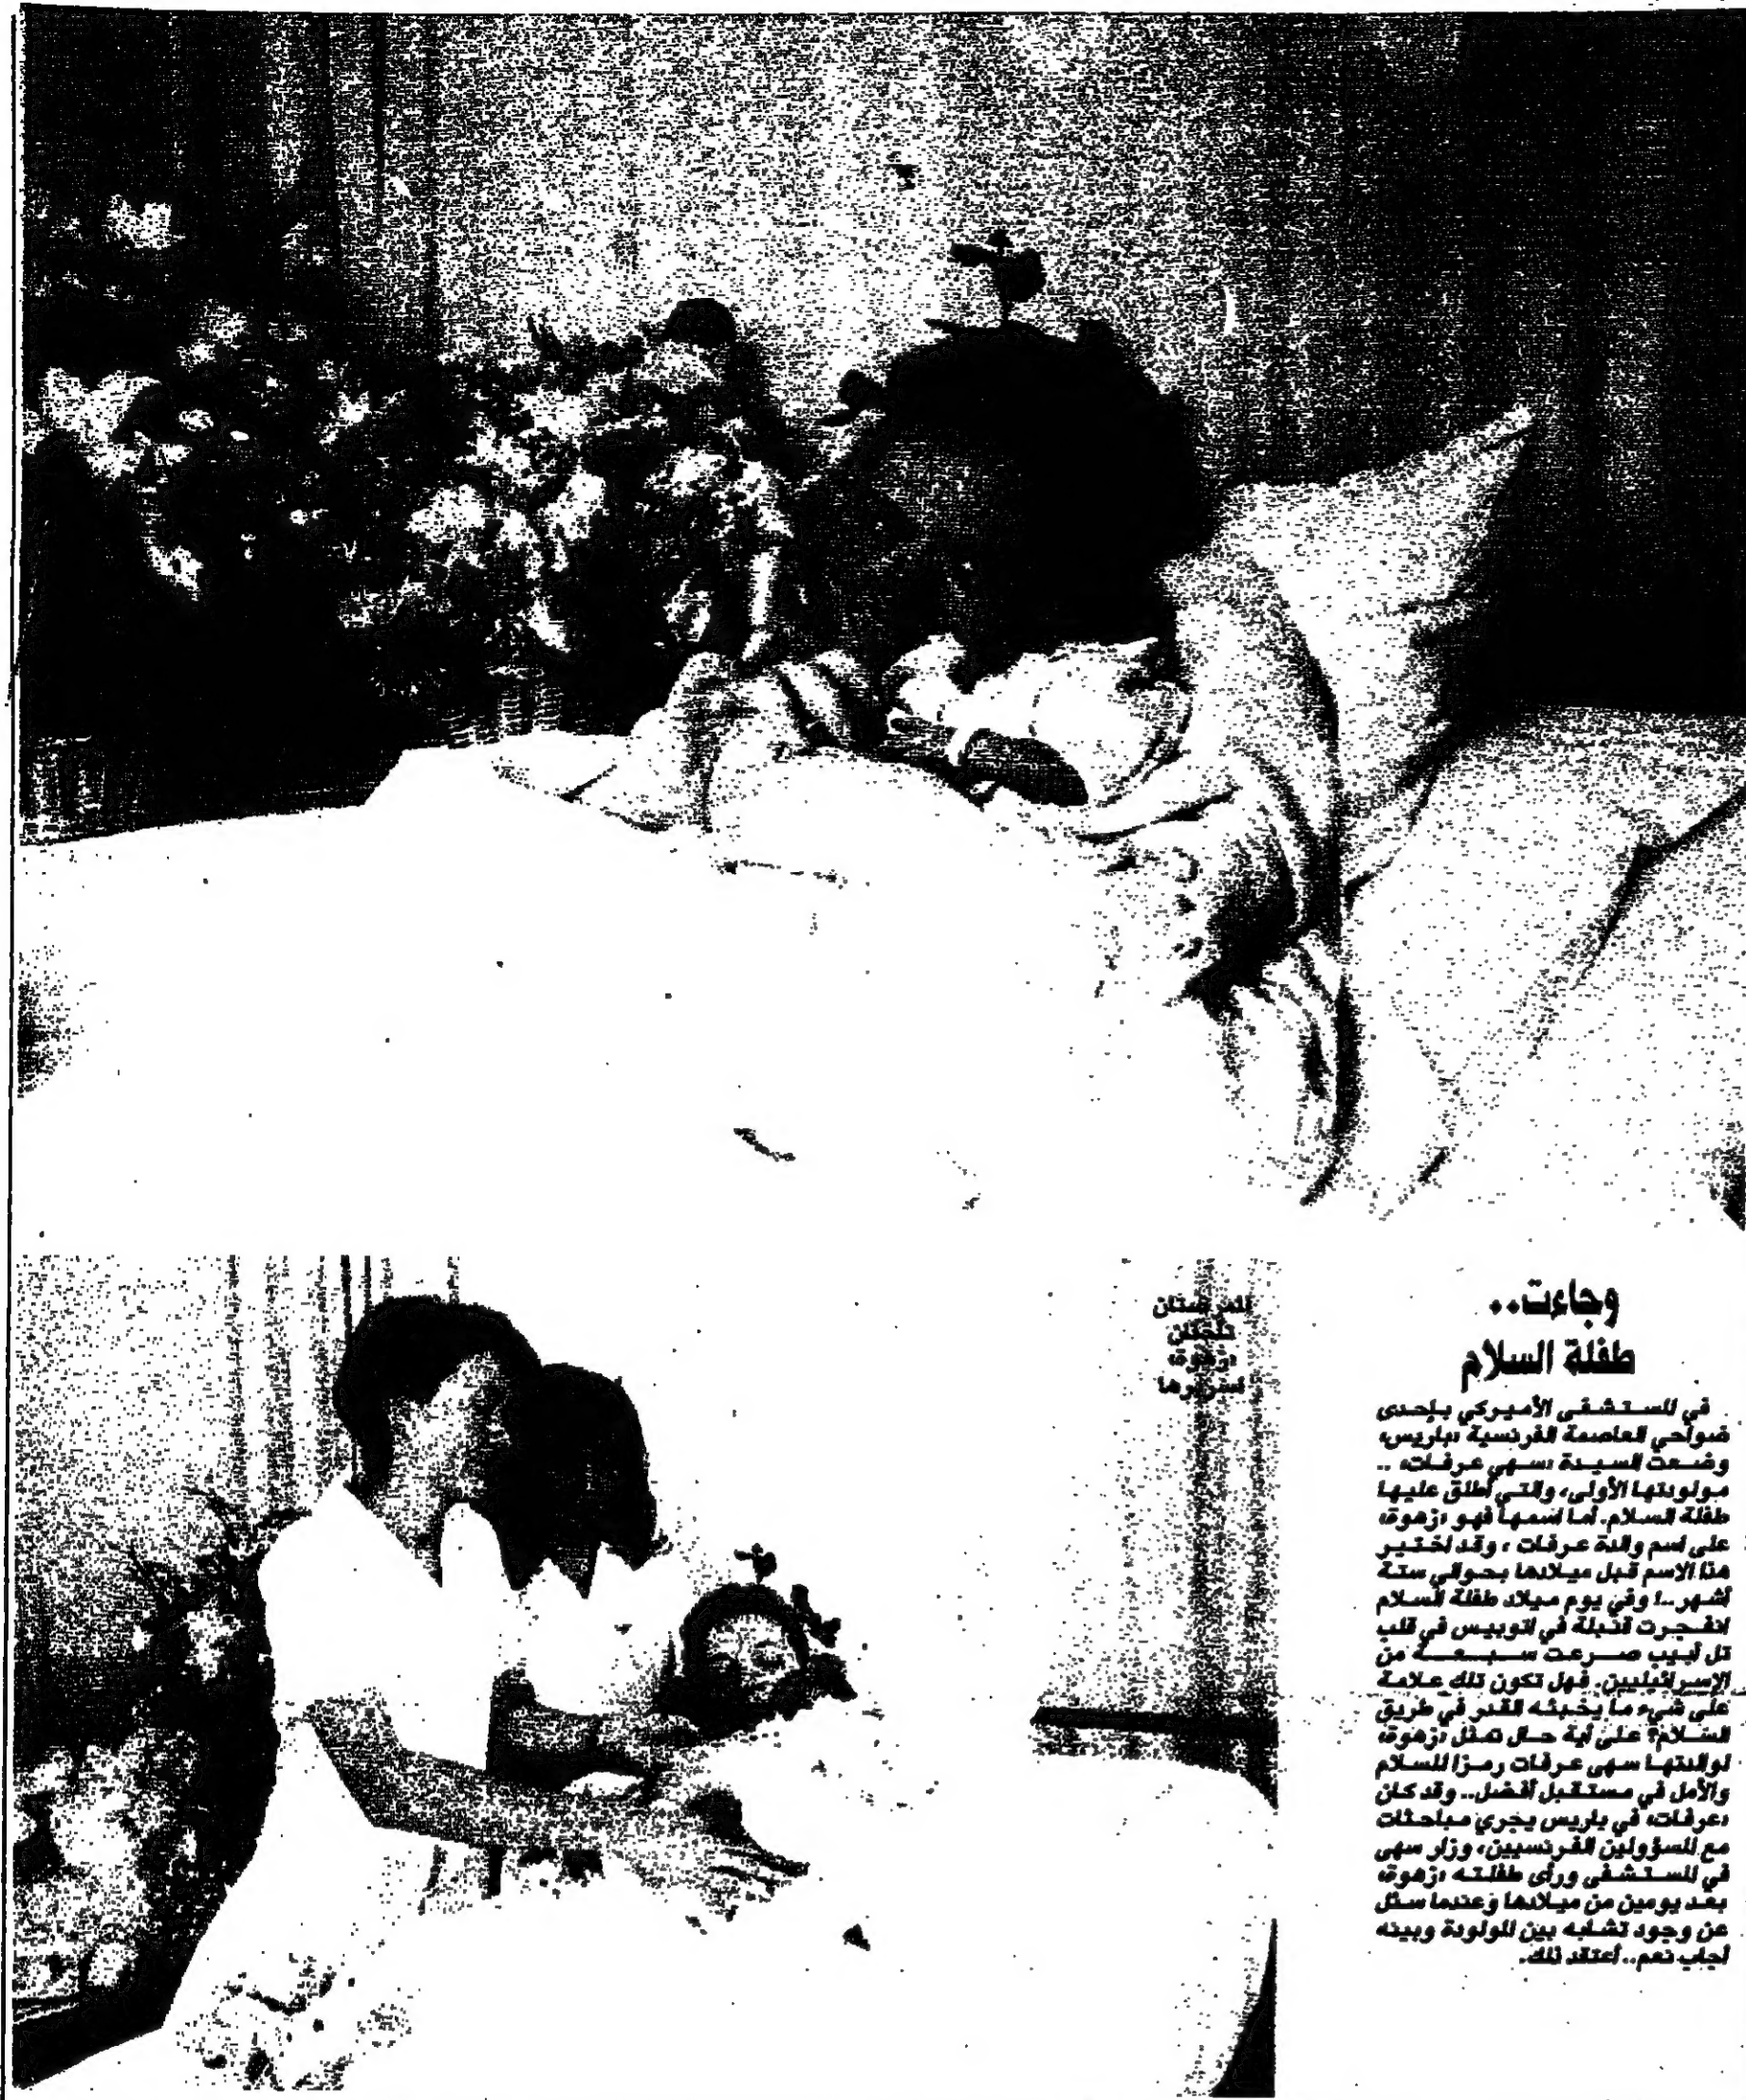 وجاءت..
طفلة السلام
في المستشفى الأميركي بإحدى
ضواحي العاصمة الفرنسية «باريس»
وضعت السيدة «سهى عرفات» ..
مولودتها الأولى، والتي أطلق عليها
طفلة السلام. أما اسمها فهو «زهوة»
على اسم والدة عرفات ، وقد اختير
هذا الاسم قبل ميلادها بحوالي ستة
أشهر..! وفي يوم ميلاد طفلة السلام
انفجرت قنبلة في اتوبيس في قلب
تل أبيب صرعت سبعة من
الإسرائيليين. فهل تكون تلك علامة
على شيء ما يخبئه القدر في طريق
السلام؟ على أية حال تمثل «زهوة»
لوالدتها سهى عرفات رمزا للسلام
والأمل في مستقبل أفضل.. وقد كان
«عرفات» في باريس يجري مباحثات
مع المسؤولين الفرنسيين، وزار سهى
في المستشفى ورأى طفلته «زهوة»
بعد يومين من ميلادها وعندما سئل
عن وجود تشابه بين المولودة وبينه
أجاب نعم.. أعتقد ذلك.
الممرضتان
«زهوة»
لسريرها